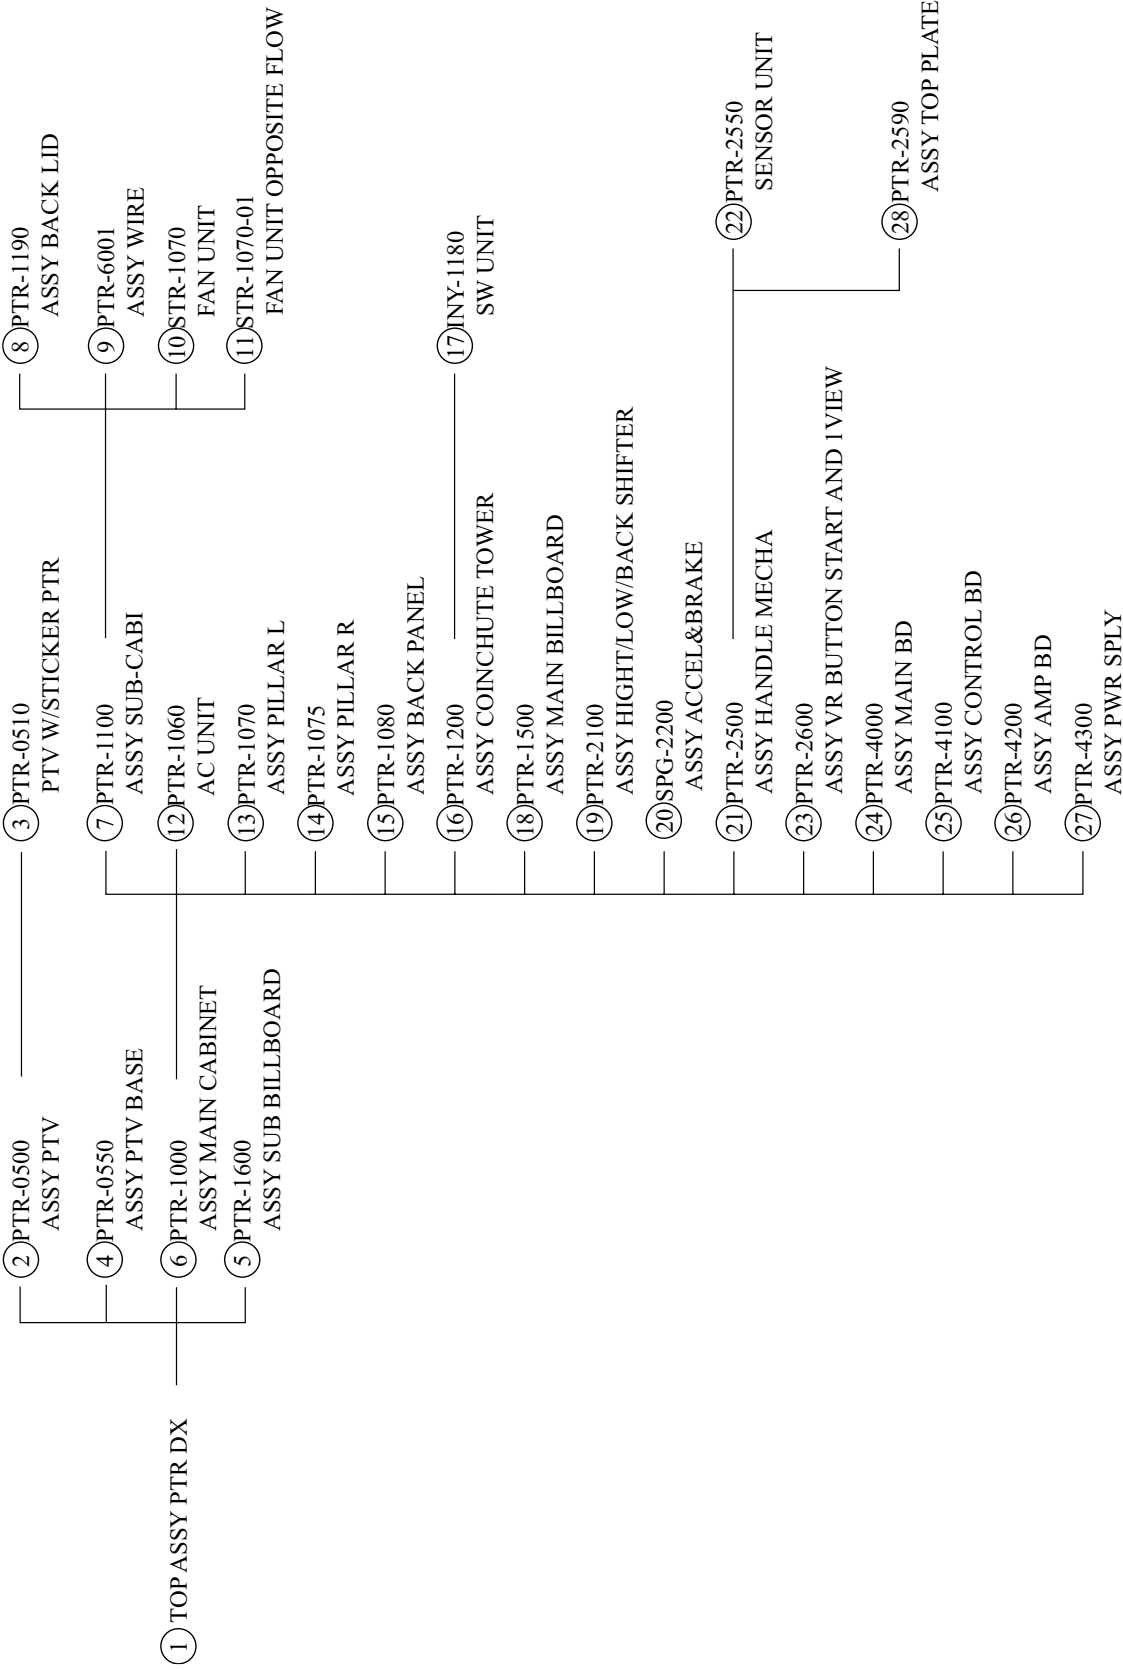 1 TOP ASSY PTR DX
2 PTR-0500
ASSY PTV
4 PTR-0550
ASSY PTV BASE
6 PTR-1000
ASSY MAIN CABINET
5 PTR-1600
ASSY SUB BILLBOARD
3 PTR-0510
PTV W/STICKER PTR
7 PTR-1100
ASSY SUB-CABI
12 PTR-1060
AC UNIT
13 PTR-1070
ASSY PILLAR L
14 PTR-1075
ASSY PILLAR R
15 PTR-1080
ASSY BACK PANEL
16 PTR-1200
ASSY COINCHUTE TOWER
18 PTR-1500
ASSY MAIN BILLBOARD
19 PTR-2100
ASSY HIGHT/LOW/BACK SHIFTER
20 SPG-2200
ASSY ACCEL&BRAKE
21 PTR-2500
ASSY HANDLE MECHA
23 PTR-2600
ASSY VR BUTTON START AND 1VIEW
24 PTR-4000
ASSY MAIN BD
25 PTR-4100
ASSY CONTROL BD
26 PTR-4200
ASSY AMP BD
27 PTR-4300
ASSY PWR SPLY
8 PTR-1190
ASSY BACK LID
9 PTR-6001
ASSY WIRE
10 STR-1070
FAN UNIT
11 STR-1070-01
FAN UNIT OPPOSITE FLOW
17 INY-1180
SW UNIT
22 PTR-2550
SENSOR UNIT
28 PTR-2590
ASSY TOP PLATE